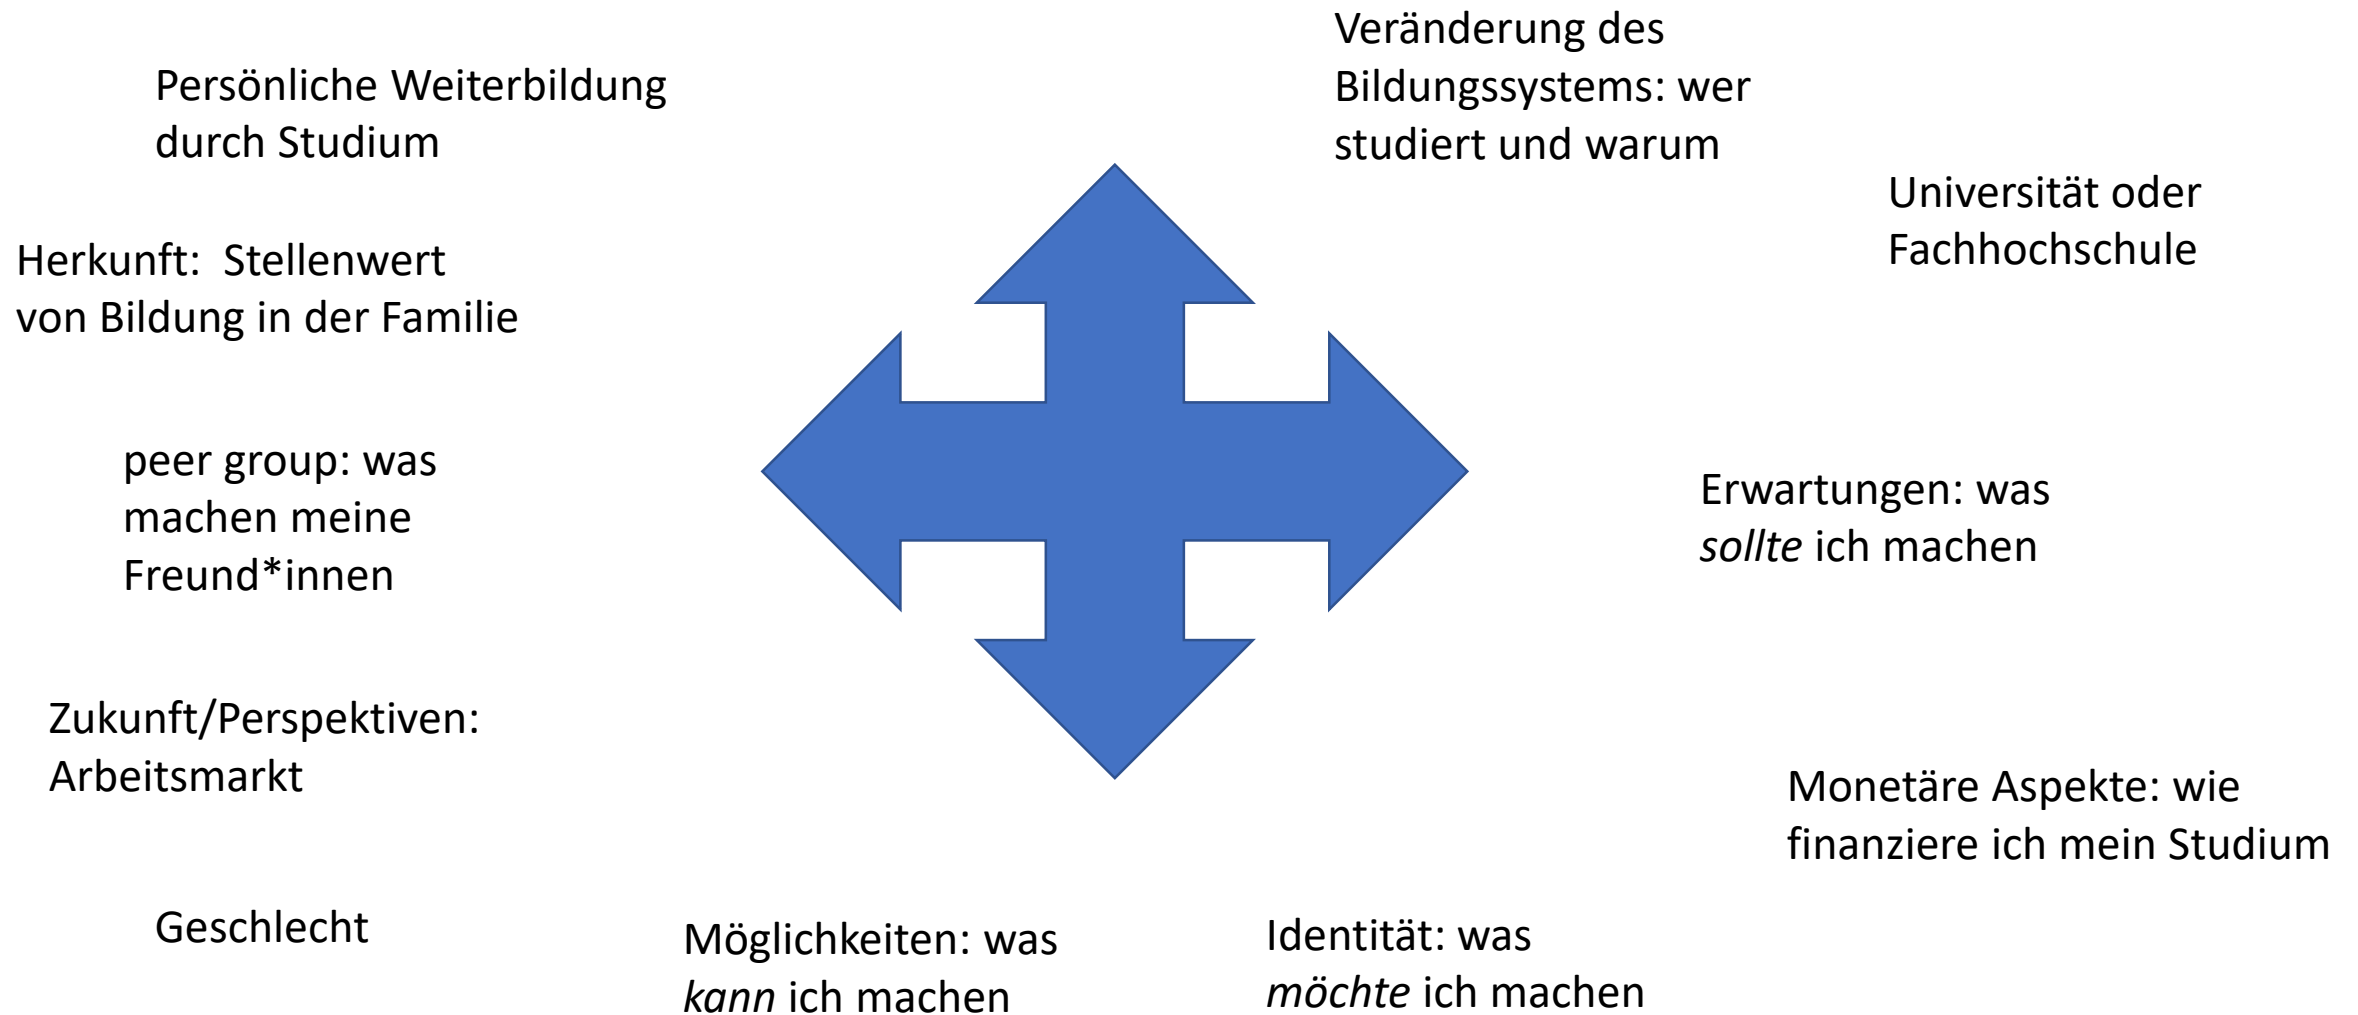 Persönliche Weiterbildung
durch Studium
Veränderung des
Bildungssystems: wer
studiert und warum
Universität oder
Fachhochschule
Herkunft:  Stellenwert
von Bildung in der Familie
peer group: was
machen meine
Freund*innen
Erwartungen: was
sollte ich machen
Zukunft/Perspektiven:
Arbeitsmarkt
Monetäre Aspekte: wie
finanziere ich mein Studium
Geschlecht
Möglichkeiten: was
kann ich machen
Identität: was
möchte ich machen